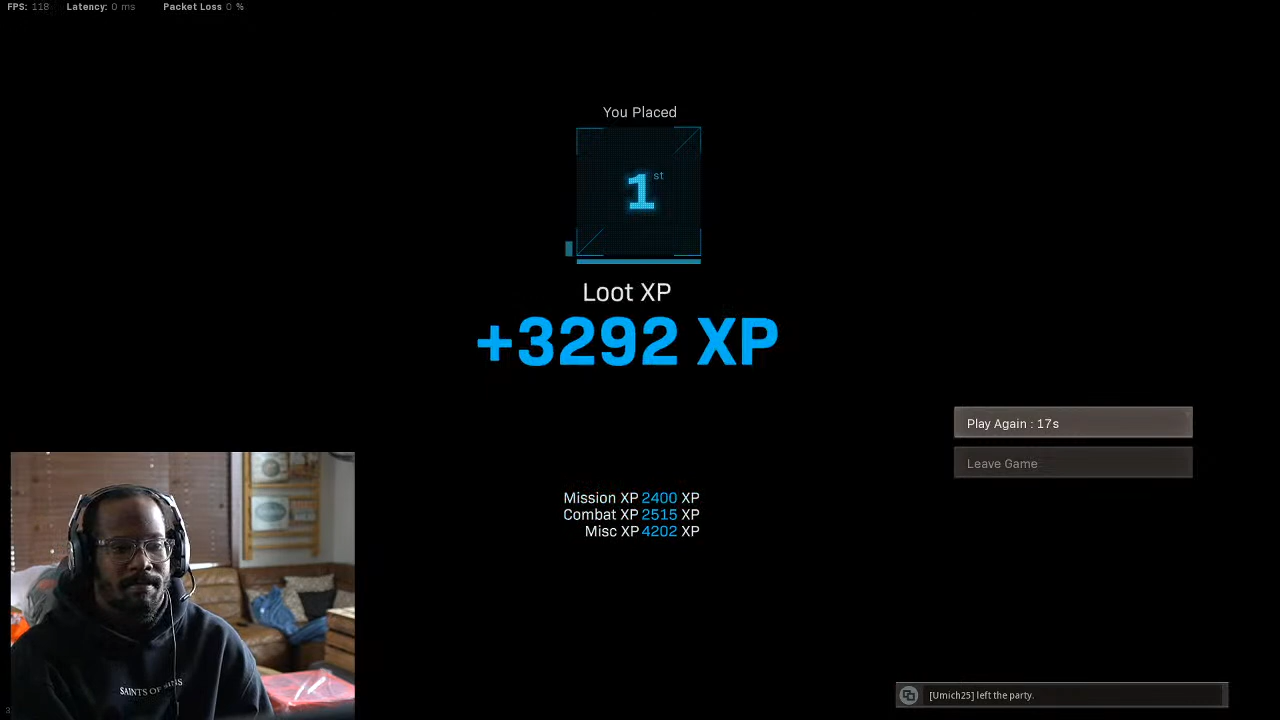 FPS: 118 Latency: 0 ms Packet Loss 0 %
You Placed
1st
Loot XP
+3292 XP
Play Again : 17s
Leave Game
Mission XP 2400 XP
Combat XP 2515 XP
Misc XP 4202 XP
SAINTS OF SINS
[Umich25] left the party.
3